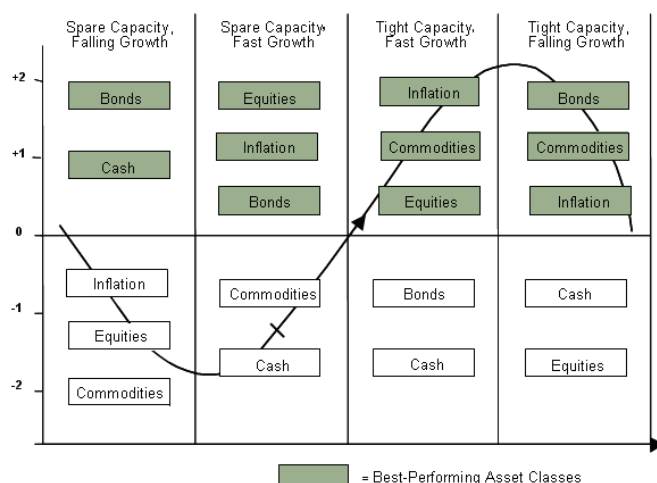 Spare Capacity, Falling Growth
Spare Capacity, Fast Growth
Tight Capacity, Fast Growth
Tight Capacity, Falling Growth
+2
+1
0
-1
-2
Bonds
Cash
Inflation
Equities
Commodities
Equities
Inflation
Bonds
Commodities
Cash
Inflation
Commodities
Equities
Bonds
Cash
Bonds
Commodities
Inflation
Cash
Equities
= Best-Performing Asset Classes